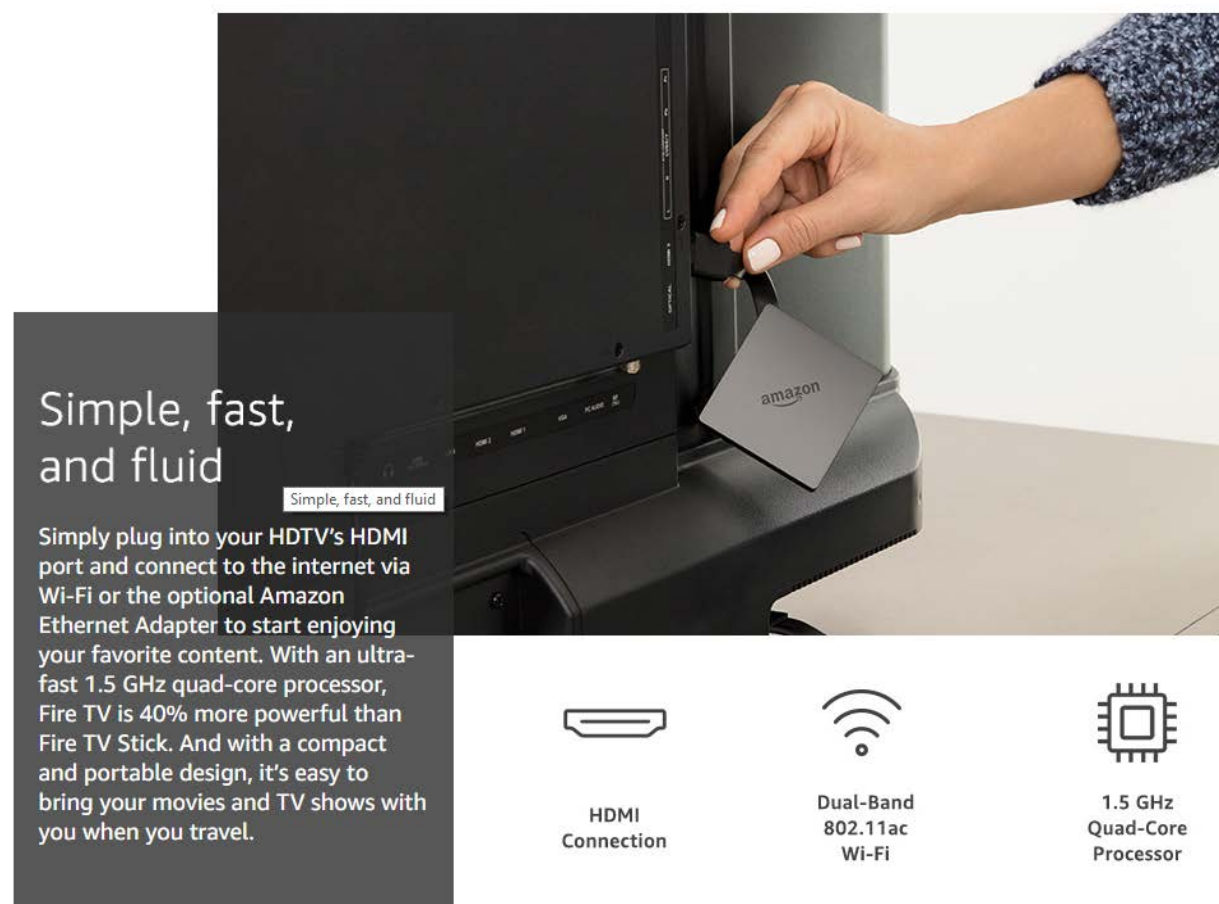 amazon
OPTICAL
HDMI 2
HDMI 1
VGA
PC AUDIO
Simple, fast,
and fluid
Simple, fast, and fluid
Simply plug into your HDTV’s HDMI
port and connect to the internet via
Wi-Fi or the optional Amazon
Ethernet Adapter to start enjoying
your favorite content. With an ultra-
fast 1.5 GHz quad-core processor,
Fire TV is 40% more powerful than
Fire TV Stick. And with a compact
and portable design, it’s easy to
bring your movies and TV shows with
you when you travel.
HDMI
Connection
Dual-Band
802.11ac
Wi-Fi
1.5 GHz
Quad-Core
Processor